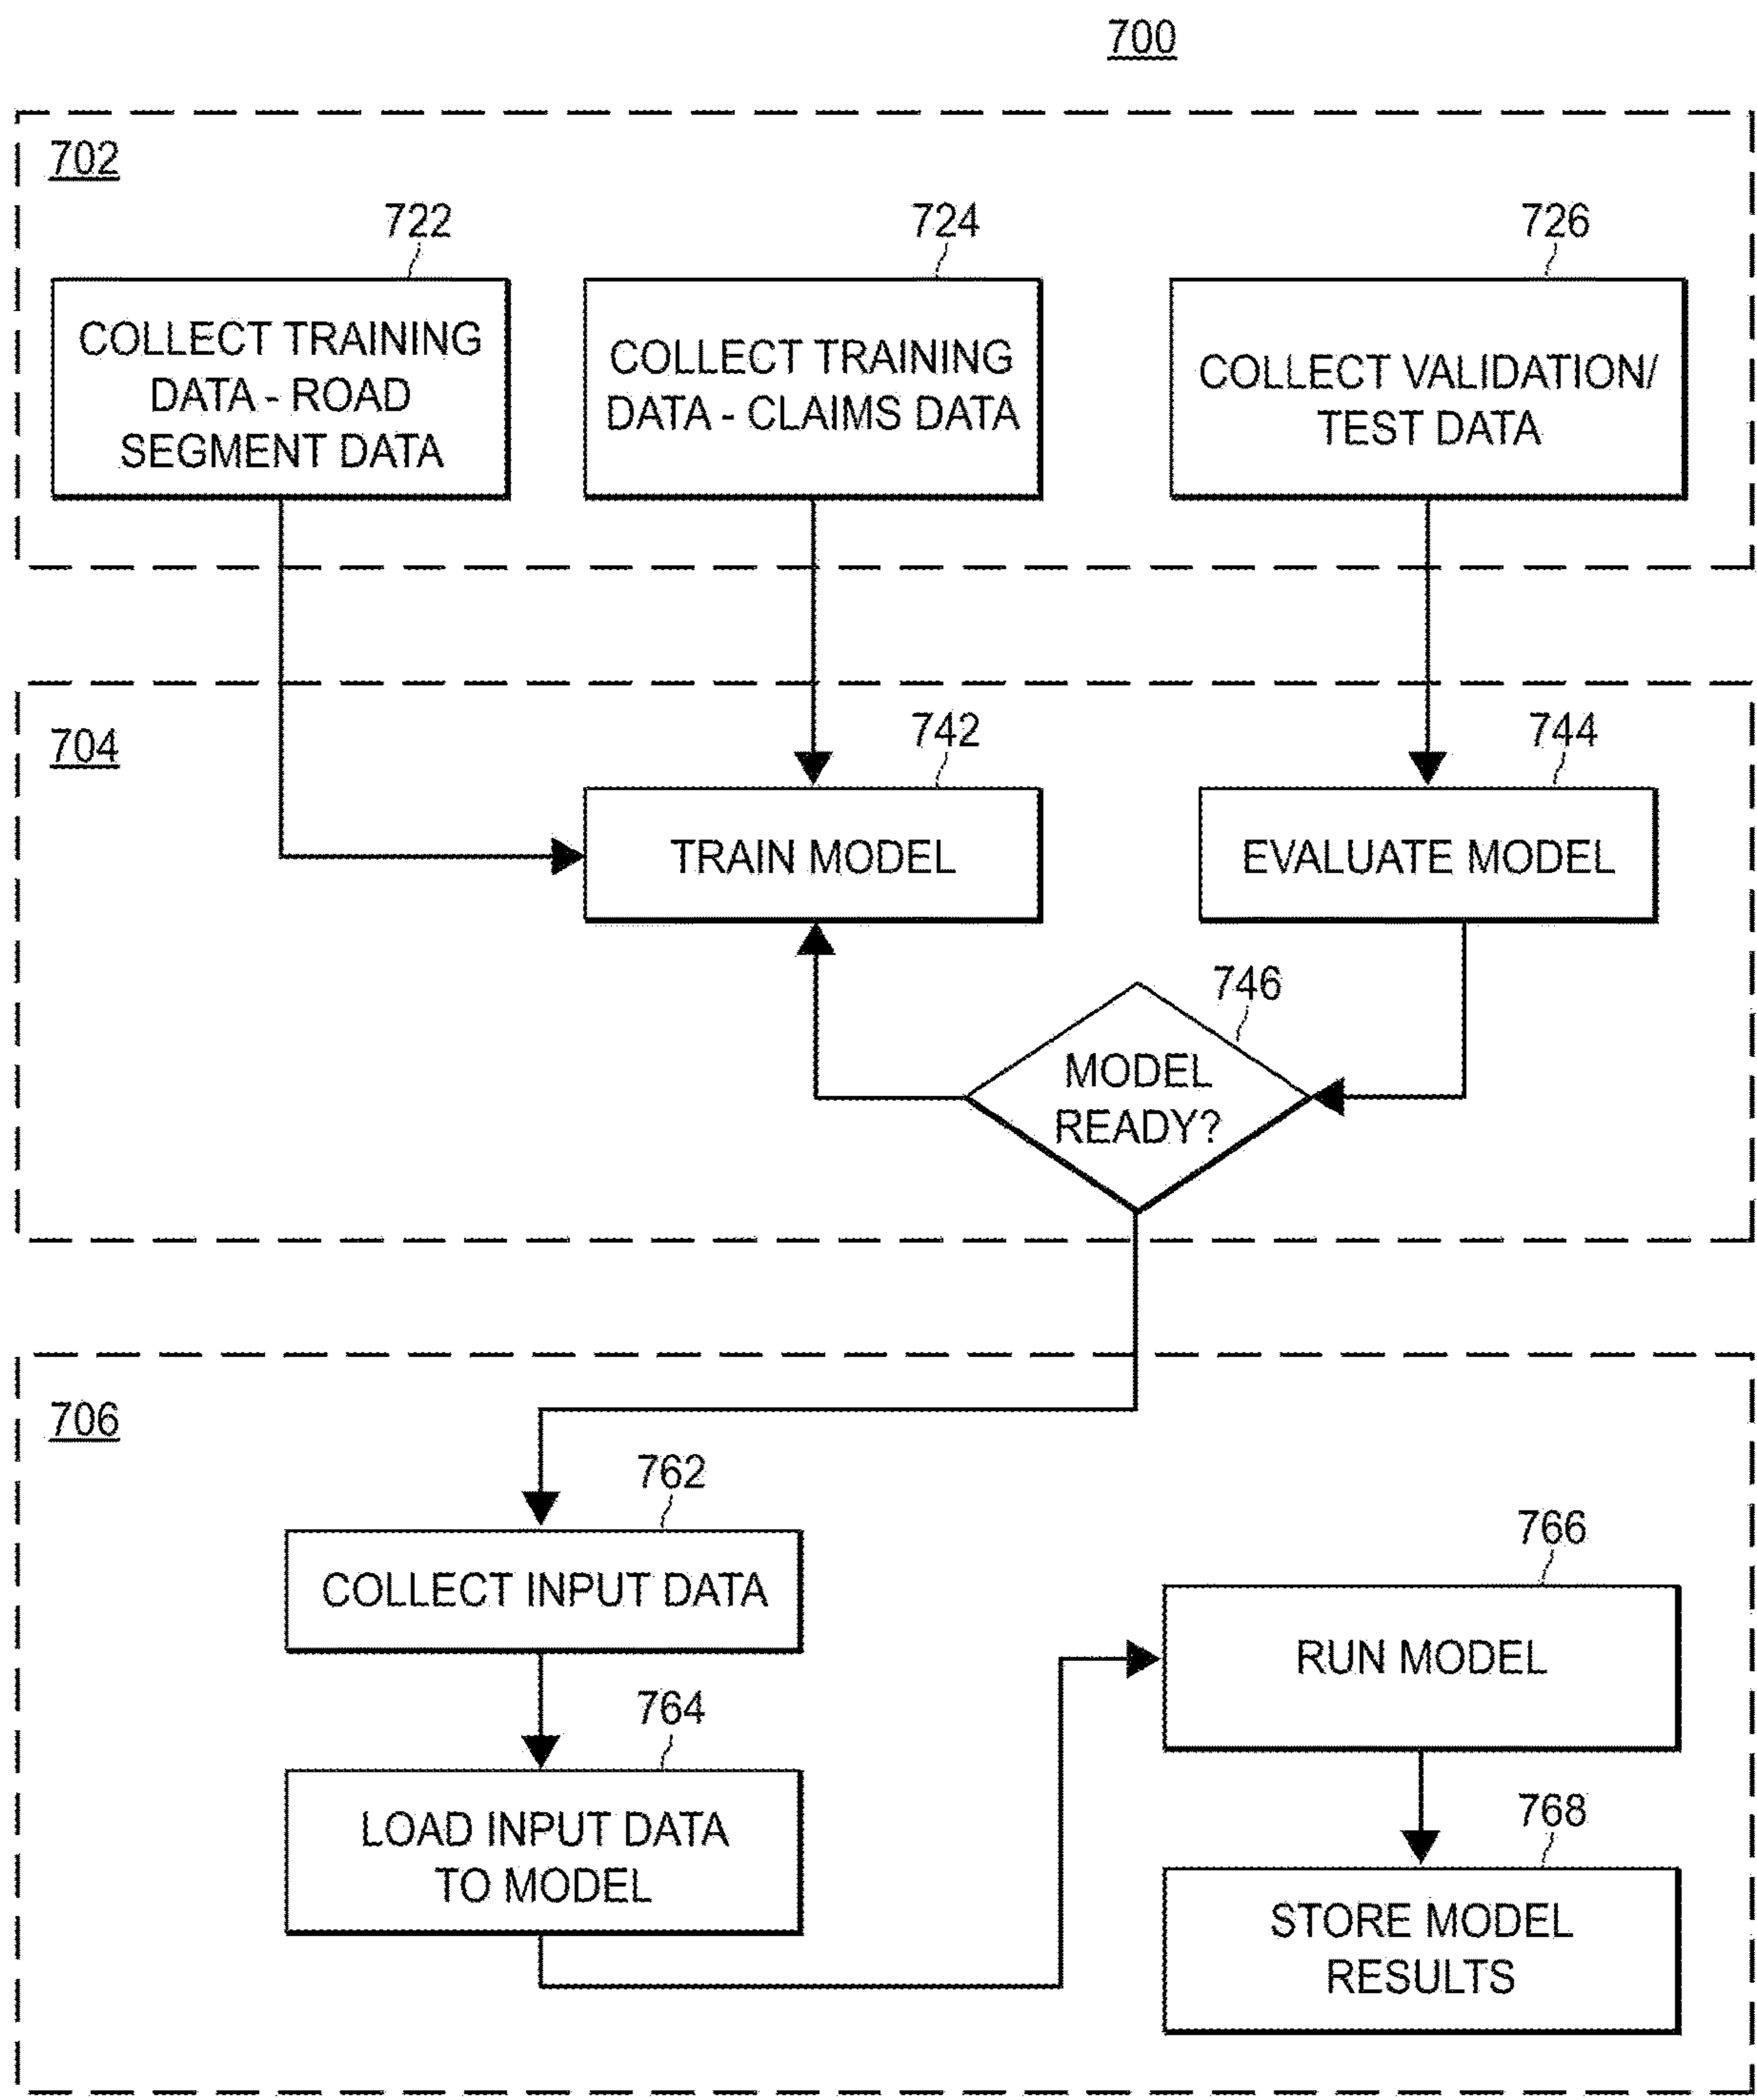 700
702
722
724
726
COLLECT TRAINING
DATA - ROAD
SEGMENT DATA
COLLECT TRAINING
DATA - CLAIMS DATA
COLLECT VALIDATION/
TEST DATA
704
742
744
TRAIN MODEL
EVALUATE MODEL
746
MODEL
READY?
706
762
COLLECT INPUT DATA
764
LOAD INPUT DATA
TO MODEL
766
RUN MODEL
768
STORE MODEL
RESULTS